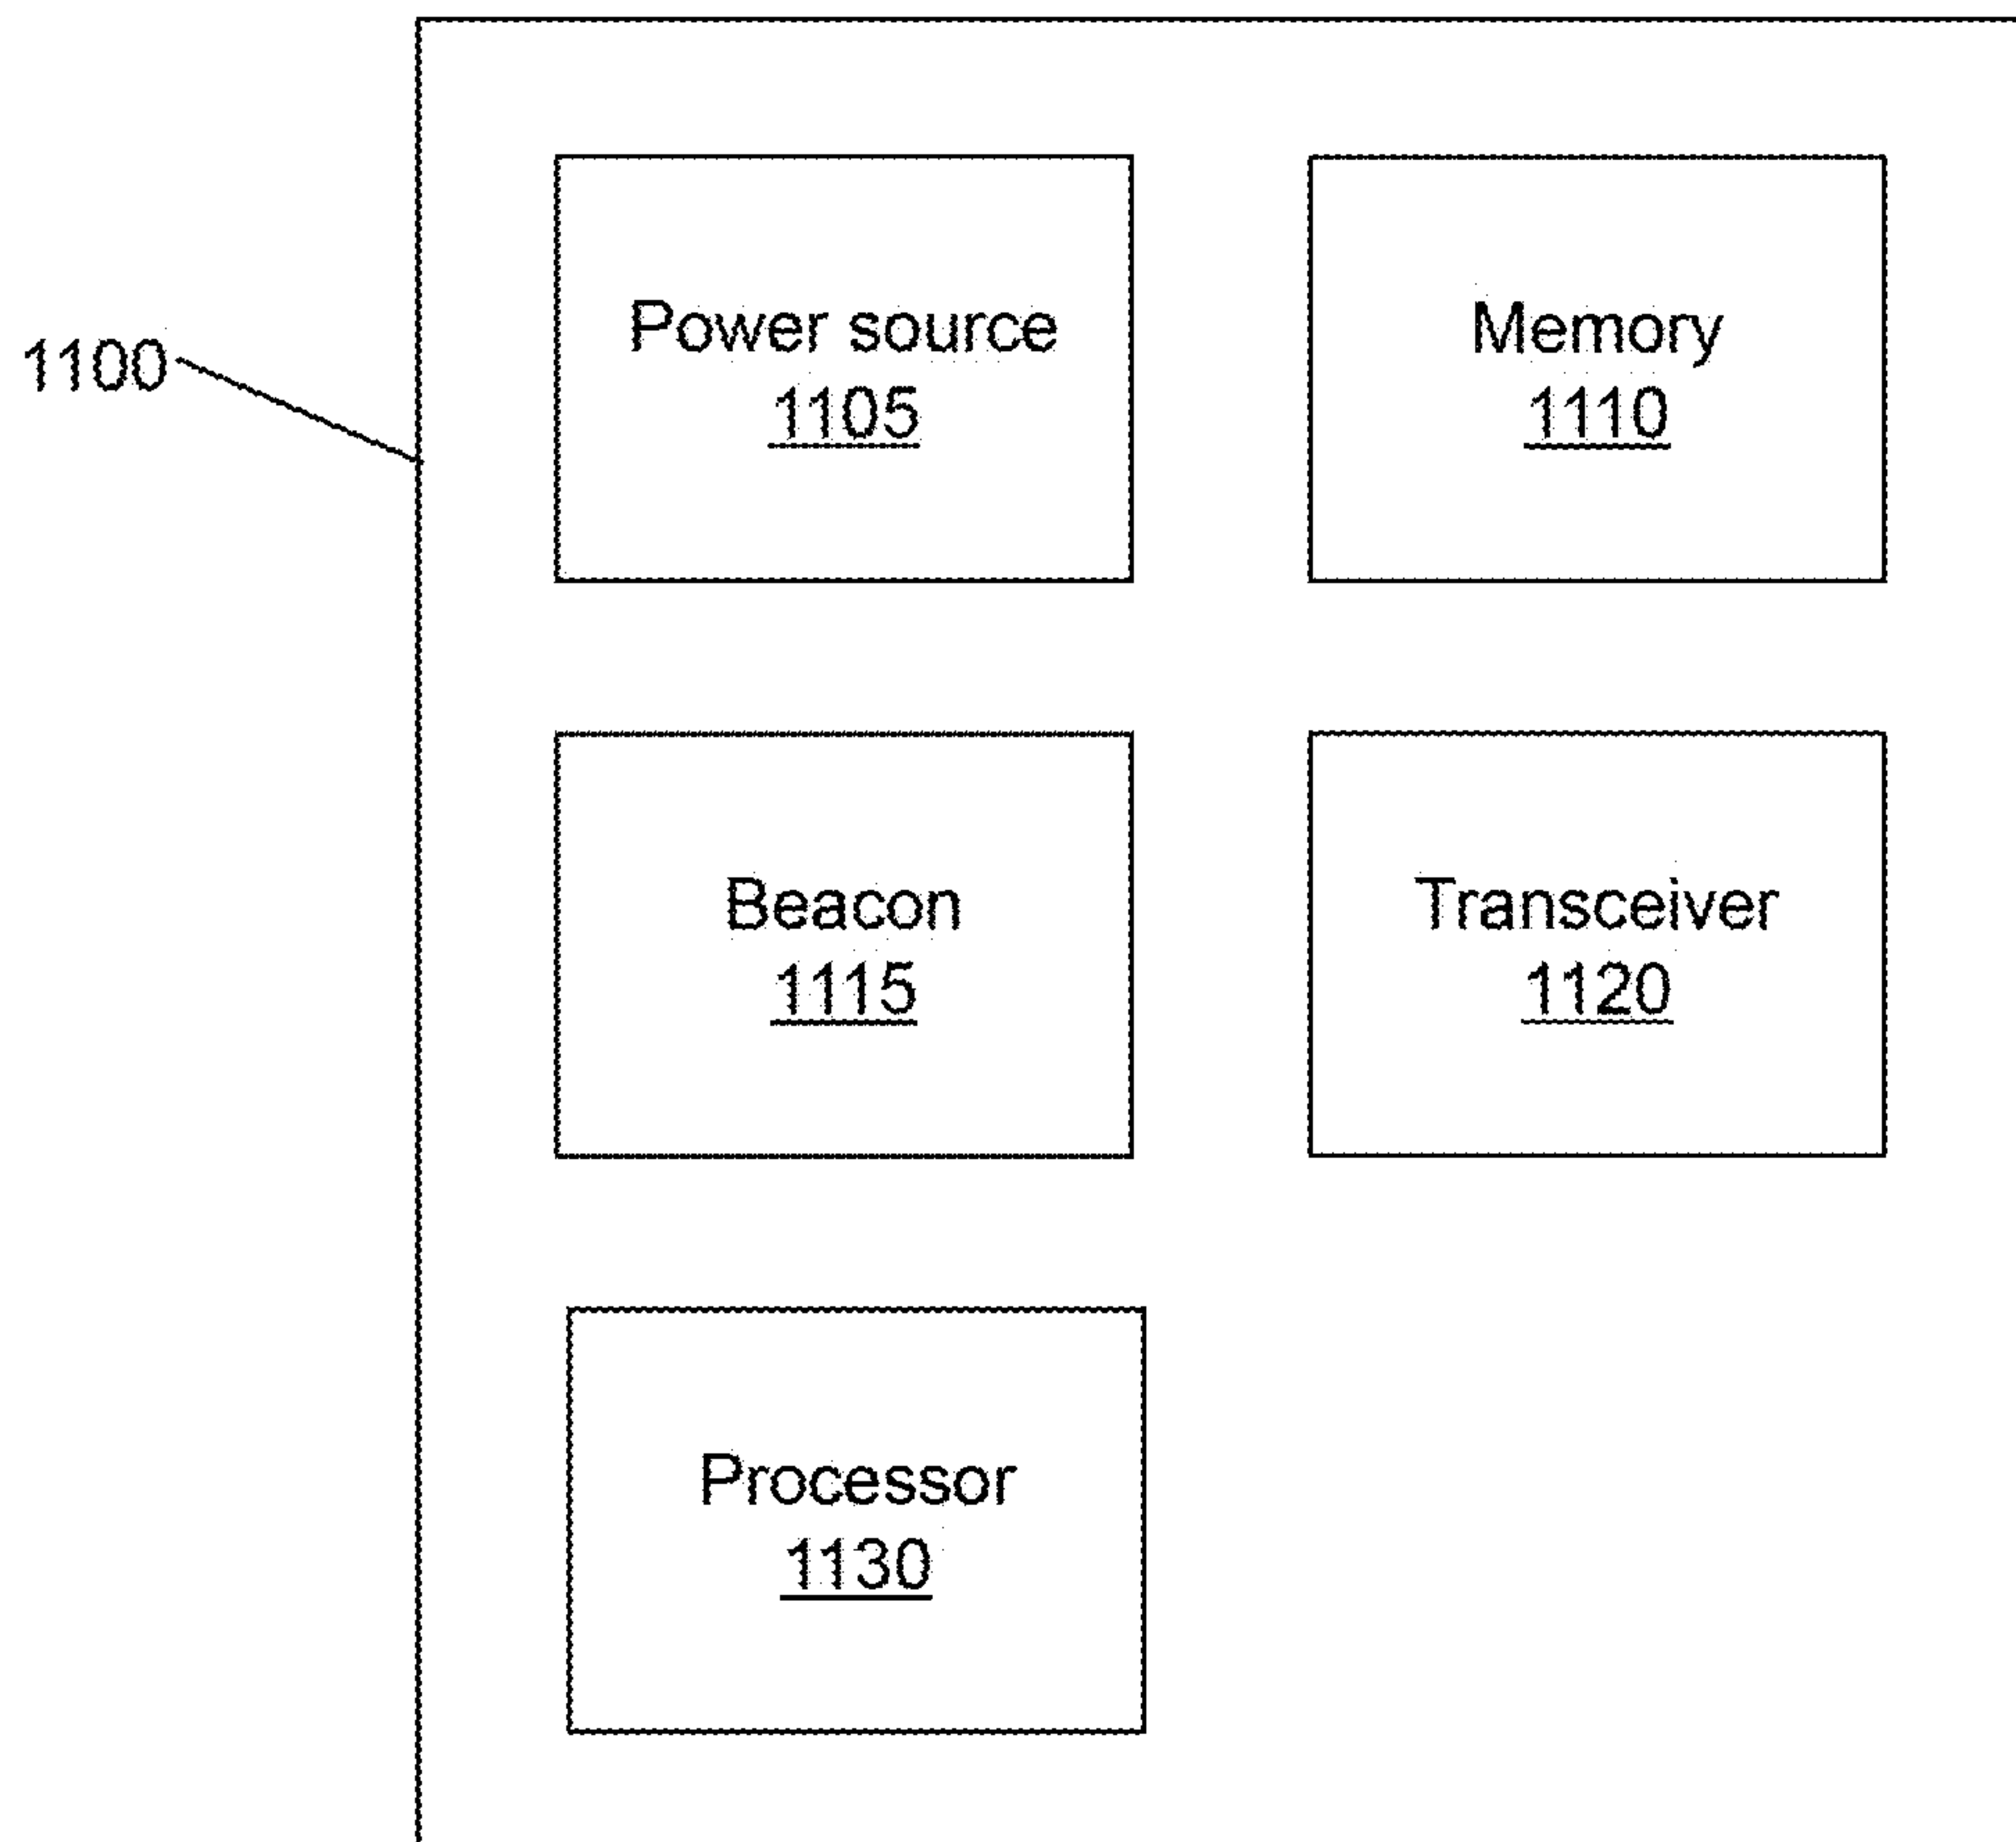 1100
Power source
1105
Memory
1110
Beacon
1115
Transceiver
1120
Processor
1130